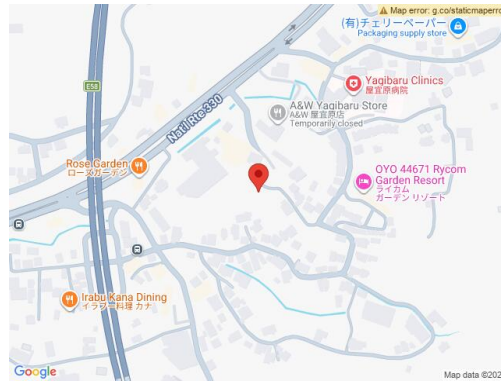 Map error: g.co/staticmaperro
(有)チェリーペーパー
Packaging supply store
E58
Yagibaru Clinics
屋宜原病院
Nat'l Rte 330
A&W Yagibaru Store
A&W 屋宜原店
Temporarily closed
Rose Garden
ローズガーデン
OYO 44671 Rycom
Garden Resort
ライカム
ガーデン リゾート
Irabu Kana Dining
イラブー料理 カナ
Google
Map data ©202